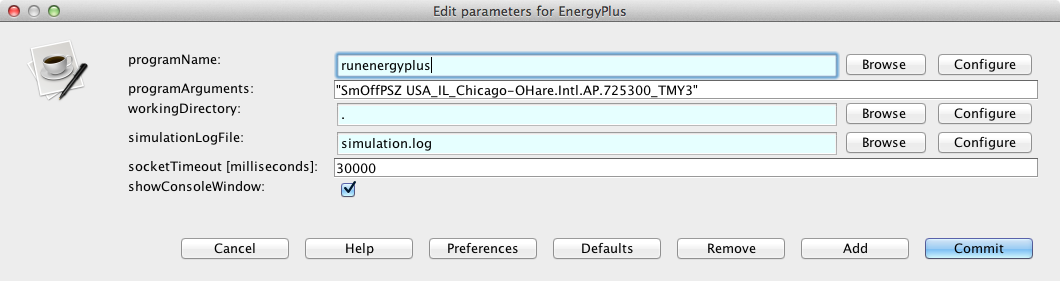 Edit parameters for EnergyPlus
programName: runenergyplus Browse Configure
programArguments: "SmOffPSZ USA_IL_Chicago-OHare.Intl.AP.725300_TMY3"
workingDirectory: . Browse Configure
simulationLogFile: simulation.log Browse Configure
socketTimeout [milliseconds]: 30000
showConsoleWindow:
Cancel Help Preferences Defaults Remove Add Commit